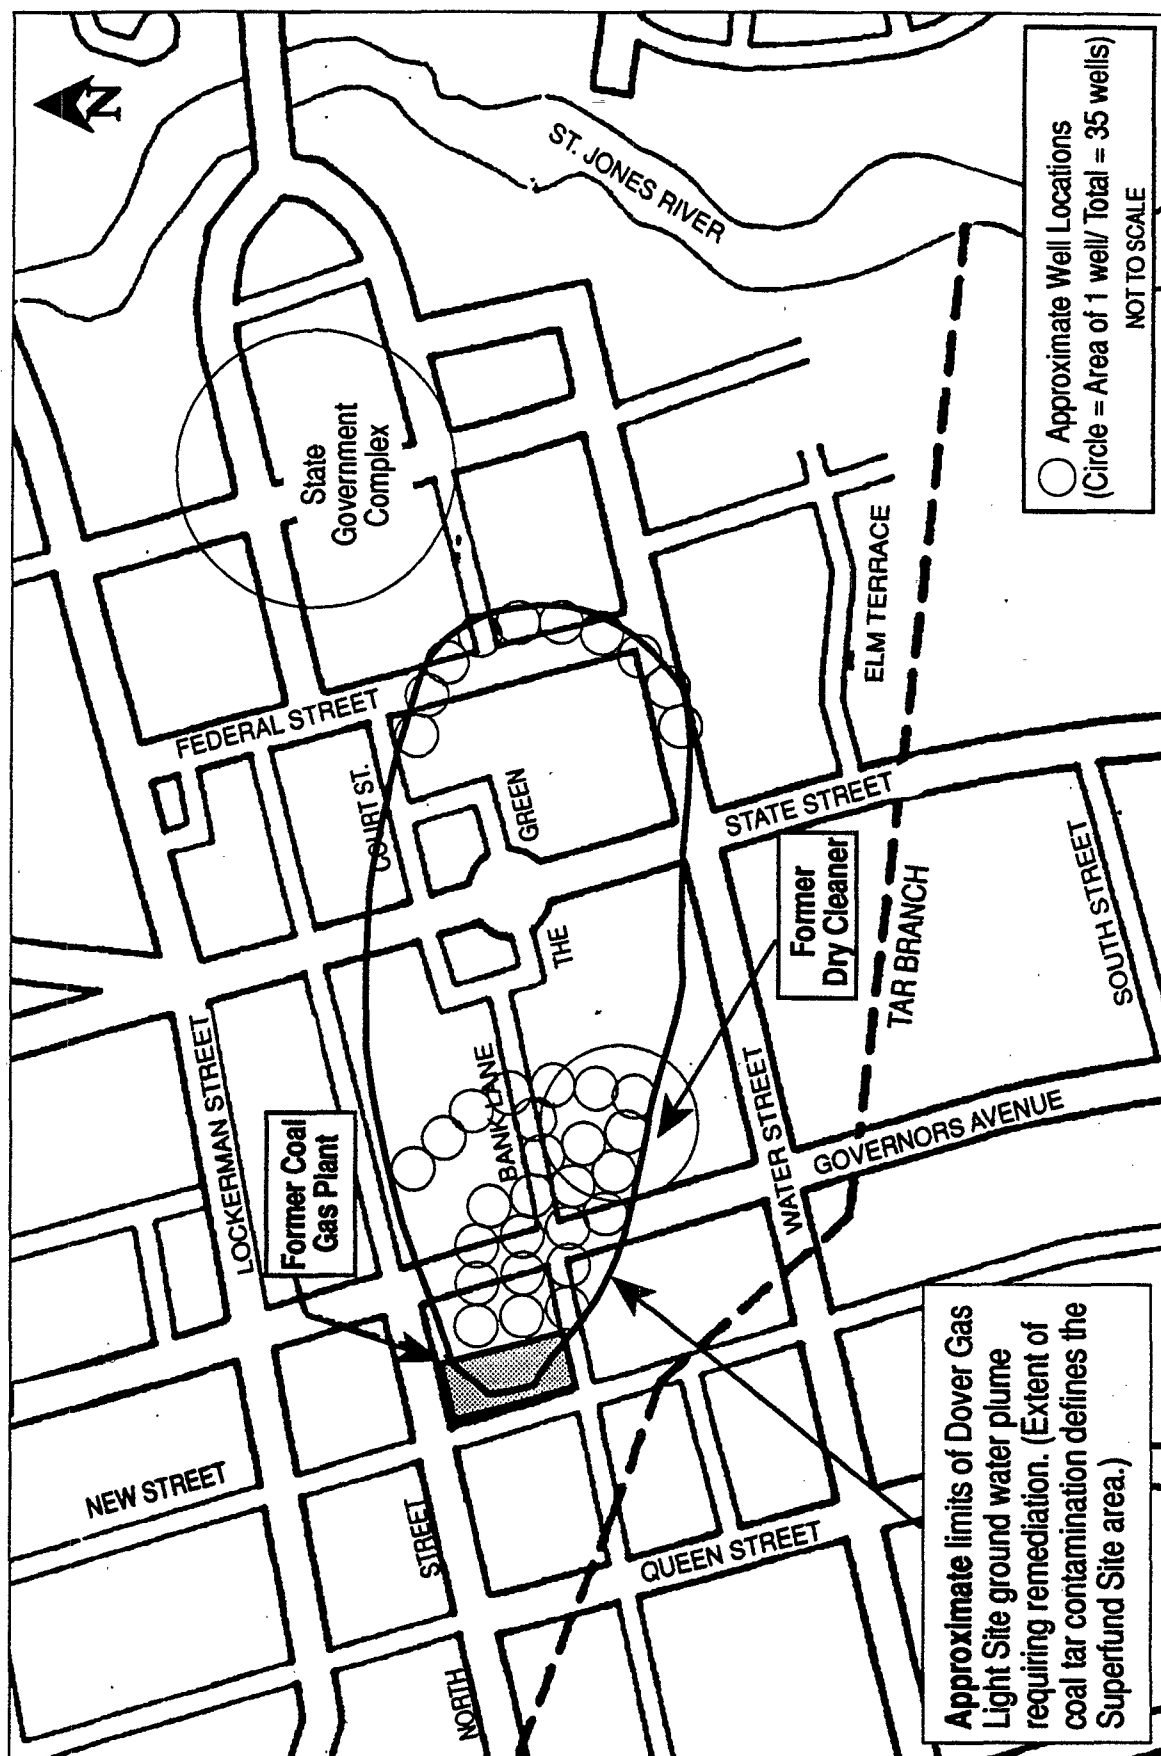 N
ST. JONES RIVER
State
Government
Complex
FEDERAL STREET
COURT ST.
GREEN
THE
BANK LANE
LOCKERMAN STREET
Former Coal
Gas Plant
NEW STREET
NORTH
STREET
QUEEN STREET
WATER STREET
GOVERNORS AVENUE
Former
Dry Cleaner
STATE STREET
ELM TERRACE
TAR BRANCH
SOUTH STREET
Approximate limits of Dover Gas
Light Site ground water plume
requiring remediation. (Extent of
coal tar contamination defines the
Superfund Site area.)
Approximate Well Locations
(Circle = Area of 1 well/ Total = 35 wells)
NOT TO SCALE